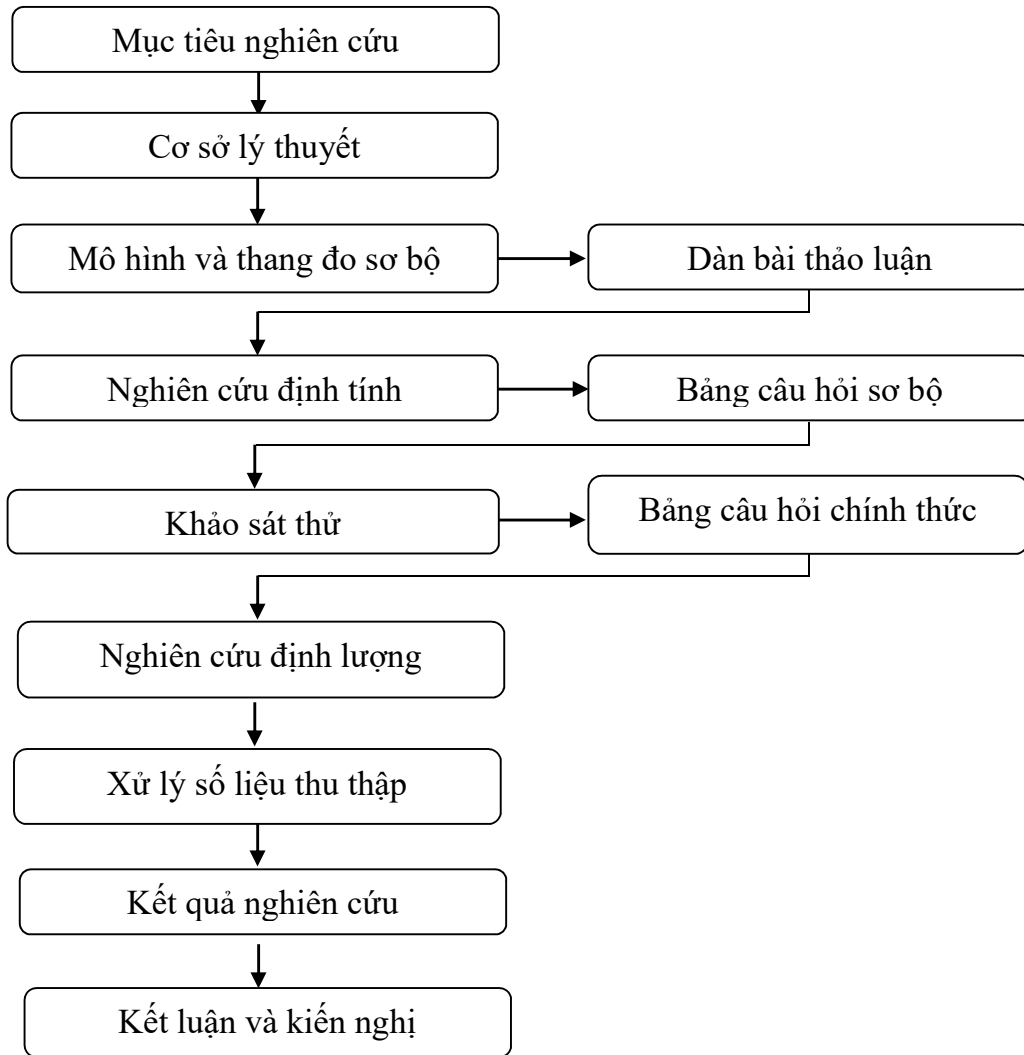 Mục tiêu nghiên cứu
Cơ sở lý thuyết
Mô hình và thang đo sơ bộ
Dàn bài thảo luận
Nghiên cứu định tính
Bảng câu hỏi sơ bộ
Khảo sát thử
Bảng câu hỏi chính thức
Nghiên cứu định lượng
Xử lý số liệu thu thập
Kết quả nghiên cứu
Kết luận và kiến nghị